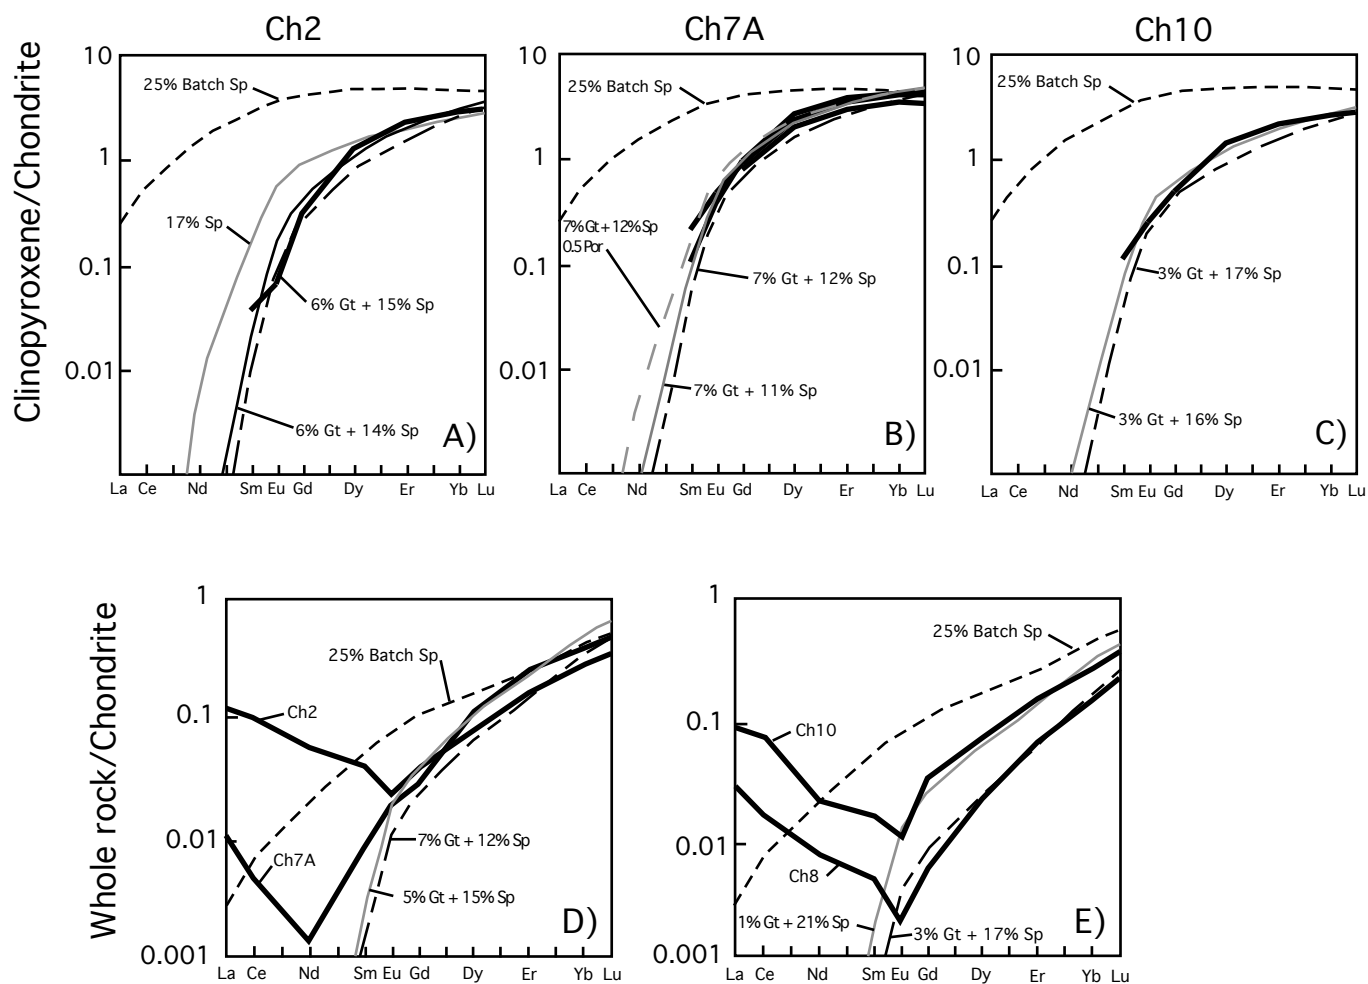 Ch2
Ch7A
Ch10
Clinopyroxene/Chondrite
10
1
0.1
0.01
25% Batch Sp
17% Sp
6% Gt + 15% Sp
6% Gt + 14% Sp
A)
La Ce Nd Sm Eu Gd Dy Er Yb Lu
10
1
0.1
0.01
25% Batch Sp
7% Gt + 12% Sp
0.5 Por
7% Gt + 12% Sp
7% Gt + 11% Sp
B)
La Ce Nd Sm Eu Gd Dy Er Yb Lu
10
1
0.1
0.01
25% Batch Sp
3% Gt + 17% Sp
3% Gt + 16% Sp
C)
La Ce Nd Sm Eu Gd Dy Er Yb Lu
Whole rock/Chondrite
1
0.1
0.01
0.001
25% Batch Sp
Ch2
Ch7A
7% Gt + 12% Sp
5% Gt + 15% Sp
D)
La Ce Nd Sm Eu Gd Dy Er Yb Lu
1
0.1
0.01
0.001
25% Batch Sp
Ch10
Ch8
1% Gt + 21% Sp
3% Gt + 17% Sp
E)
La Ce Nd Sm Eu Gd Dy Er Yb Lu